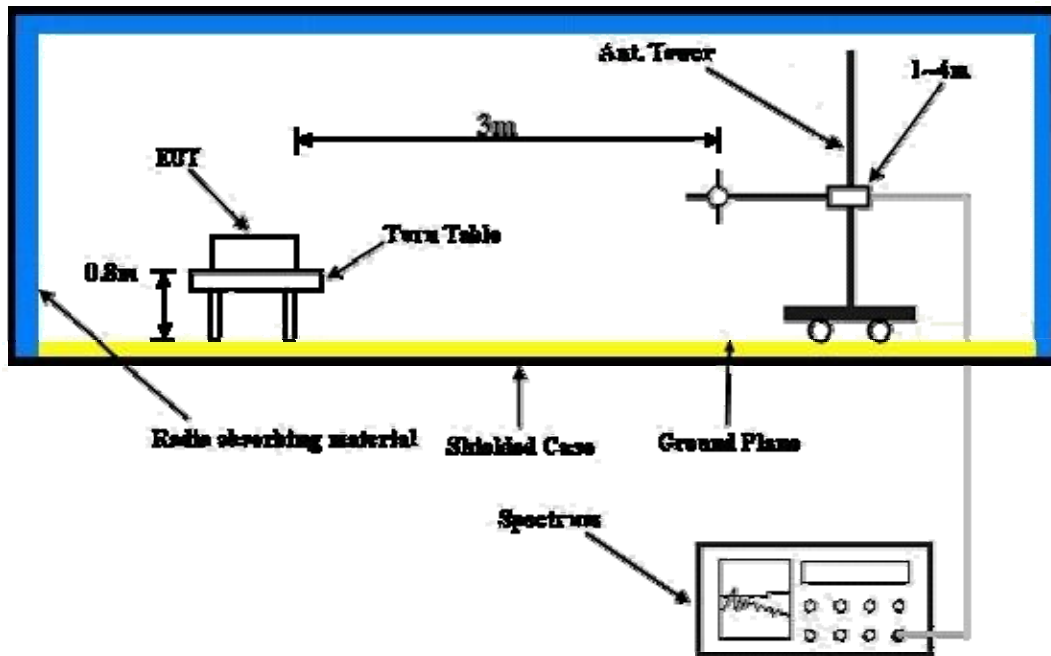 Ant. Tower
1~4m
3m
EUT
Turn Table
0.8m
Radio absorbing material
Shielded Case
Ground Plane
Spectrum